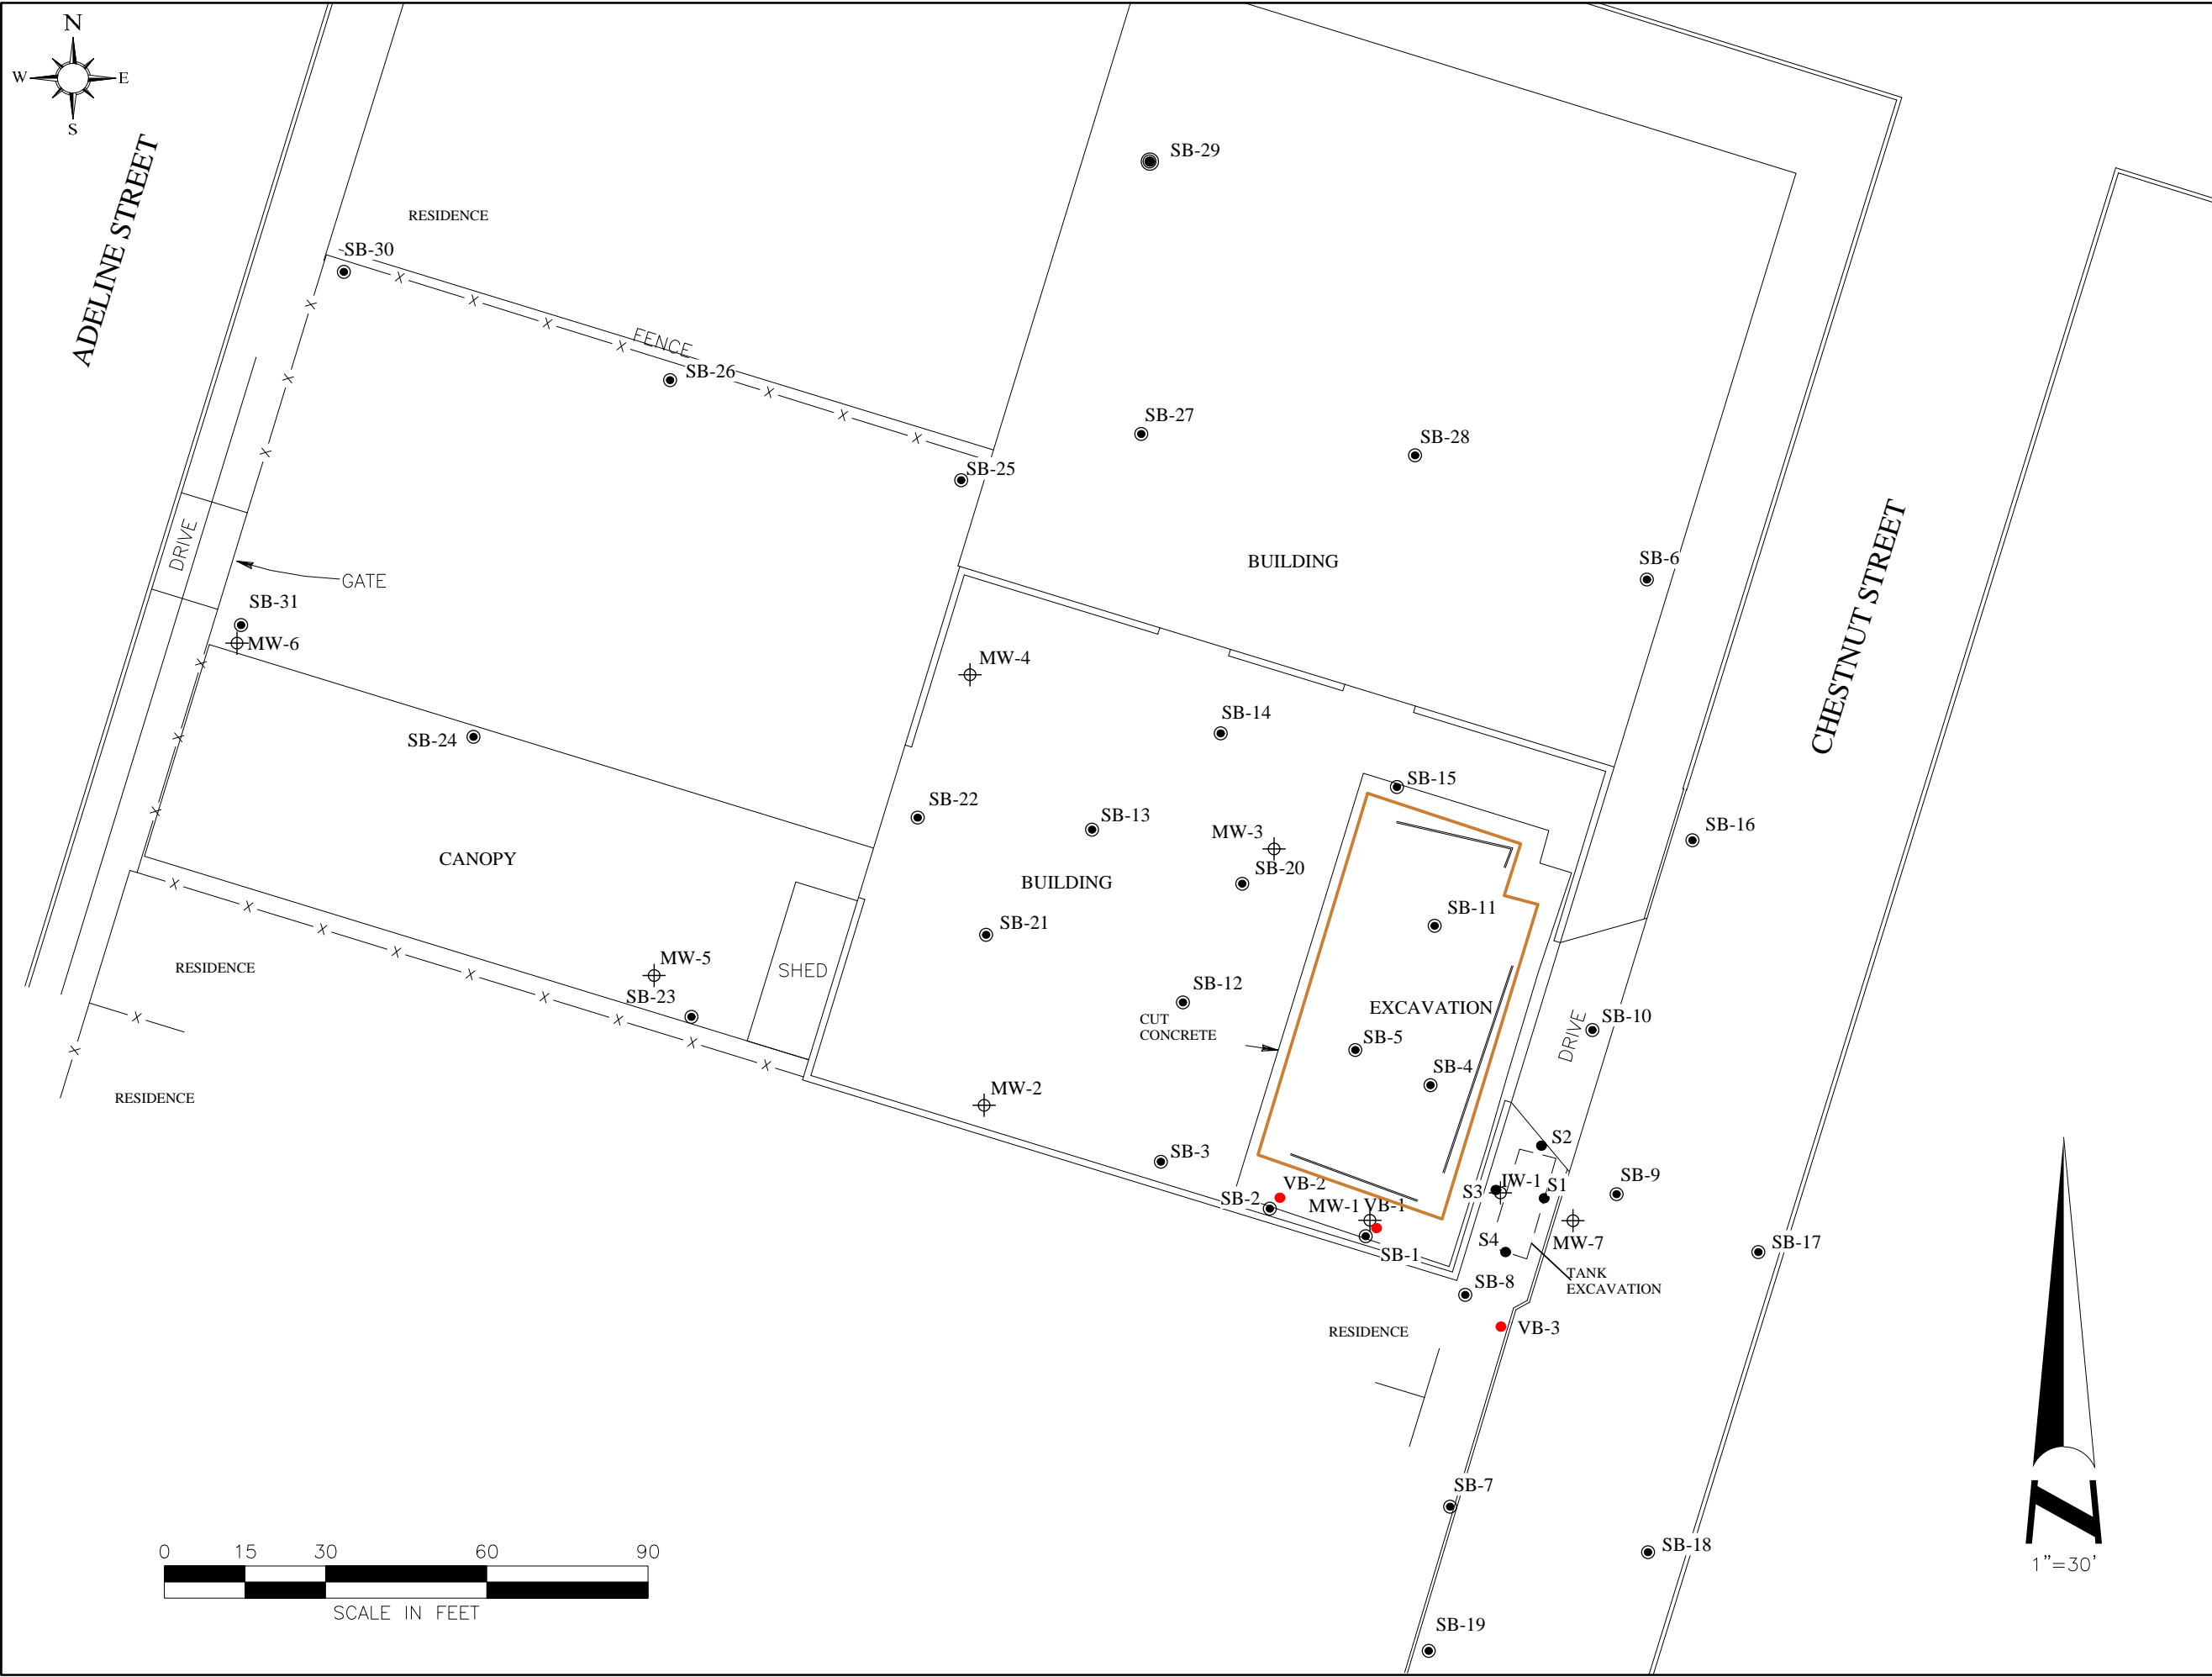 N
W
E
S
ADELINE STREET
SB-29
RESIDENCE
SB-30
FENCE
SB-26
SB-27
SB-28
SB-25
CHESTNUT STREET
DRIVE
BUILDING
SB-6
GATE
SB-31
MW-6
MW-4
SB-14
SB-24
SB-15
SB-22
SB-13
MW-3
SB-16
CANOPY
SB-20
BUILDING
SB-11
SB-21
RESIDENCE
MW-5
SHED
SB-23
SB-12
EXCAVATION
CUT
CONCRETE
DRIVE
SB-10
SB-5
SB-4
RESIDENCE
MW-2
S2
SB-3
SB-9
VB-2
S3
IW-1
S1
SB-2
MW-1
VB-1
S4
MW-7
SB-17
SB-1
TANK
EXCAVATION
SB-8
RESIDENCE
VB-3
SB-7
SB-18
SB-19
0 15 30 60 90
SCALE IN FEET
N
1"=30'